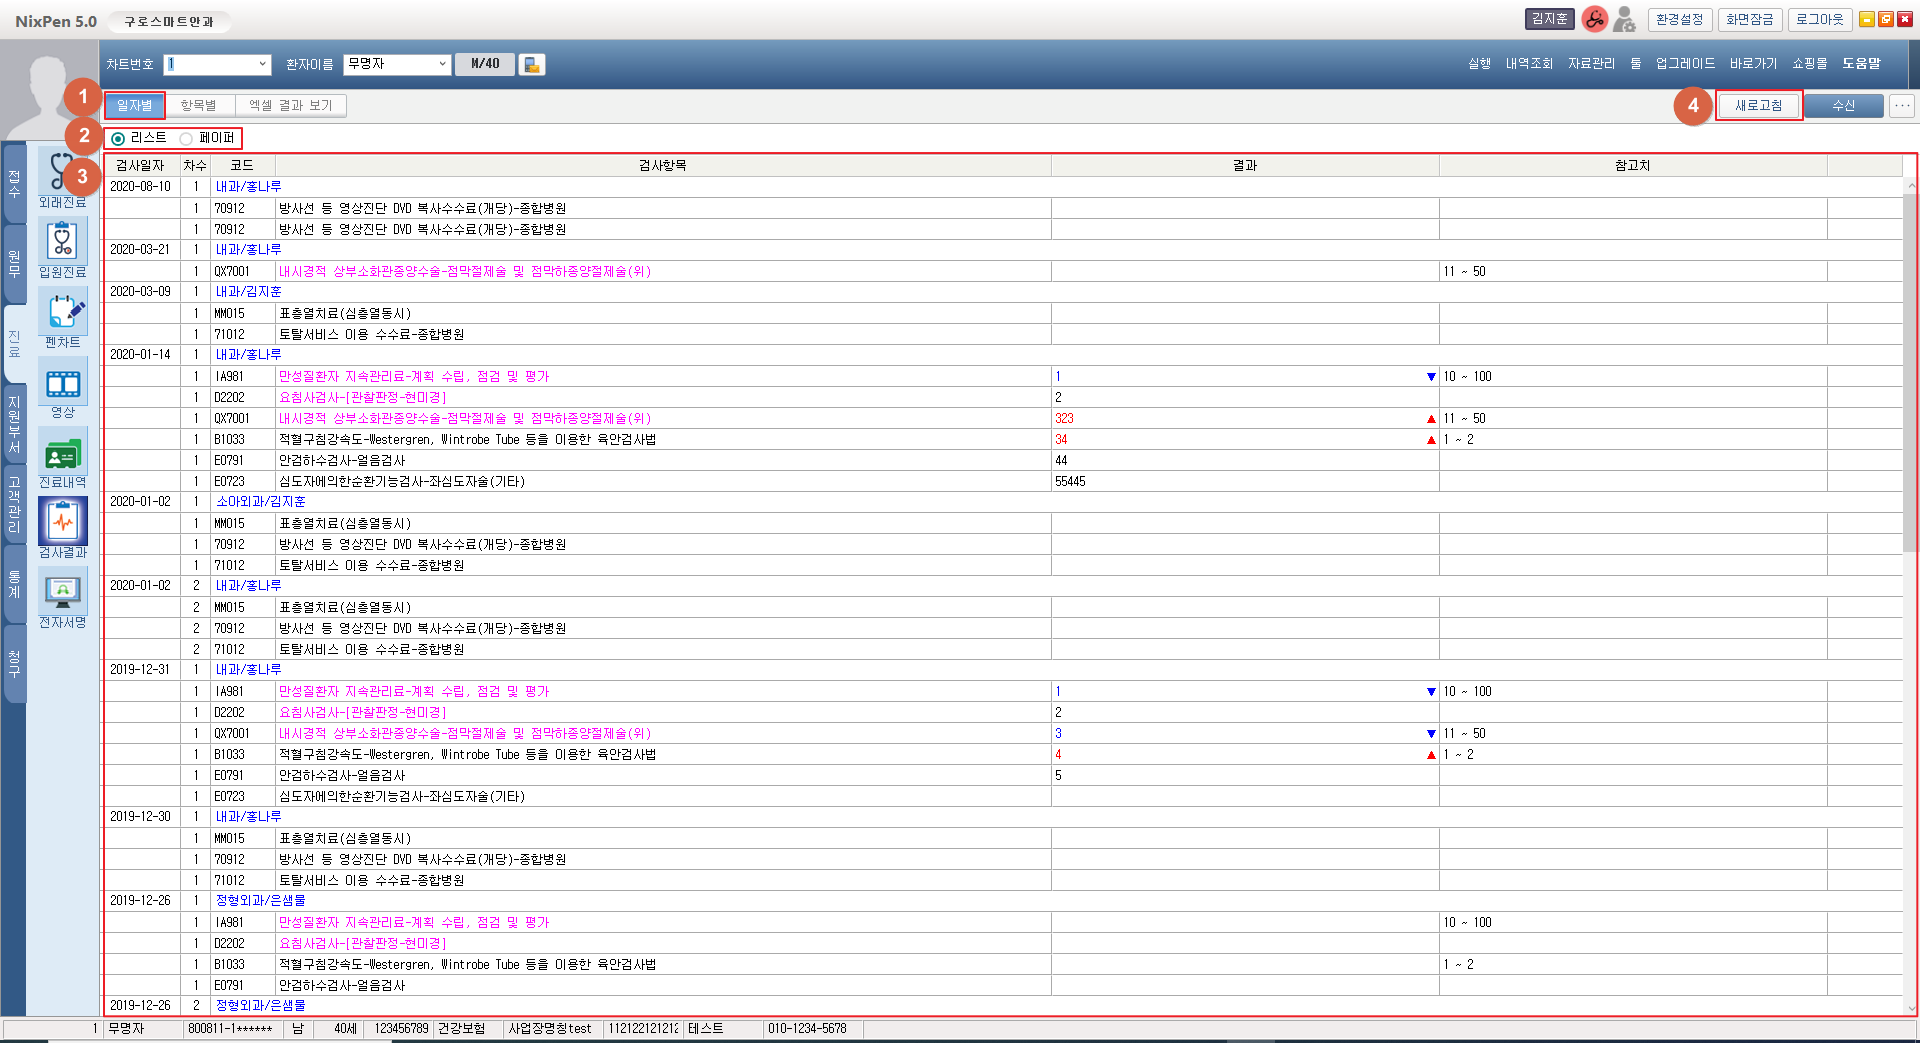 NixPen 5.0 구로스마트안과 김지훈 환경설정 화면잠금 로그아웃
차트번호 1 환자이름 무명자 M/40 실행 내역조회 자료관리 툴 업그레이드 바로가기 쇼핑몰 도움말
1 일자별 항목별 엑셀 결과 보기 4 새로고침 수신 ...
2 리스트 페이퍼
3
접수
원무
진료
지원부서
고객관리
통계
청구
외래진료
입원진료
펜차트
영상
진료내역
검사결과
전자서명
검사일자 차수 코드 검사항목 결과 참고치
2020-08-10 1 내과/홍나루
1 70912 방사선 등 영상진단 DVD 복사수수료(개당)-종합병원
1 70912 방사선 등 영상진단 DVD 복사수수료(개당)-종합병원
2020-03-21 1 내과/홍나루
1 QX7001 내시경적 상부소화관종양수술-점막절제술 및 점막하종양절제술(위) 11 ~ 50
2020-03-09 1 내과/김지훈
1 MM015 표층열치료(심층열동시)
1 71012 토탈서비스 이용 수수료-종합병원
2020-01-14 1 내과/홍나루
1 IA981 만성질환자 지속관리료-계획 수립, 점검 및 평가 1 ▼ 10 ~ 100
1 D2202 요침사검사-[관찰판정-현미경] 2
1 QX7001 내시경적 상부소화관종양수술-점막절제술 및 점막하종양절제술(위) 323 ▲ 11 ~ 50
1 B1033 적혈구침강속도-Westergren, Wintrobe Tube 등을 이용한 육안검사법 34 ▲ 1 ~ 2
1 E0791 안검하수검사-얼음검사 44
1 E0723 심도자에의한순환기능검사-좌심도자술(기타) 55445
2020-01-02 1 소아외과/김지훈
1 MM015 표층열치료(심층열동시)
1 70912 방사선 등 영상진단 DVD 복사수수료(개당)-종합병원
1 71012 토탈서비스 이용 수수료-종합병원
2020-01-02 2 내과/홍나루
2 MM015 표층열치료(심층열동시)
2 70912 방사선 등 영상진단 DVD 복사수수료(개당)-종합병원
2 71012 토탈서비스 이용 수수료-종합병원
2019-12-31 1 내과/홍나루
1 IA981 만성질환자 지속관리료-계획 수립, 점검 및 평가 1 ▼ 10 ~ 100
1 D2202 요침사검사-[관찰판정-현미경] 2
1 QX7001 내시경적 상부소화관종양수술-점막절제술 및 점막하종양절제술(위) 3 ▼ 11 ~ 50
1 B1033 적혈구침강속도-Westergren, Wintrobe Tube 등을 이용한 육안검사법 4 ▲ 1 ~ 2
1 E0791 안검하수검사-얼음검사 5
1 E0723 심도자에의한순환기능검사-좌심도자술(기타)
2019-12-30 1 내과/홍나루
1 MM015 표층열치료(심층열동시)
1 70912 방사선 등 영상진단 DVD 복사수수료(개당)-종합병원
1 71012 토탈서비스 이용 수수료-종합병원
2019-12-26 1 정형외과/은샘물
1 IA981 만성질환자 지속관리료-계획 수립, 점검 및 평가 10 ~ 100
1 D2202 요침사검사-[관찰판정-현미경]
1 B1033 적혈구침강속도-Westergren, Wintrobe Tube 등을 이용한 육안검사법 1 ~ 2
1 E0791 안검하수검사-얼음검사
2019-12-26 2 정형외과/은샘물
1 무명자 800811-1****** 남 40세 123456789 건강보험 사업장명칭test 112122121212 테스트 010-1234-5678